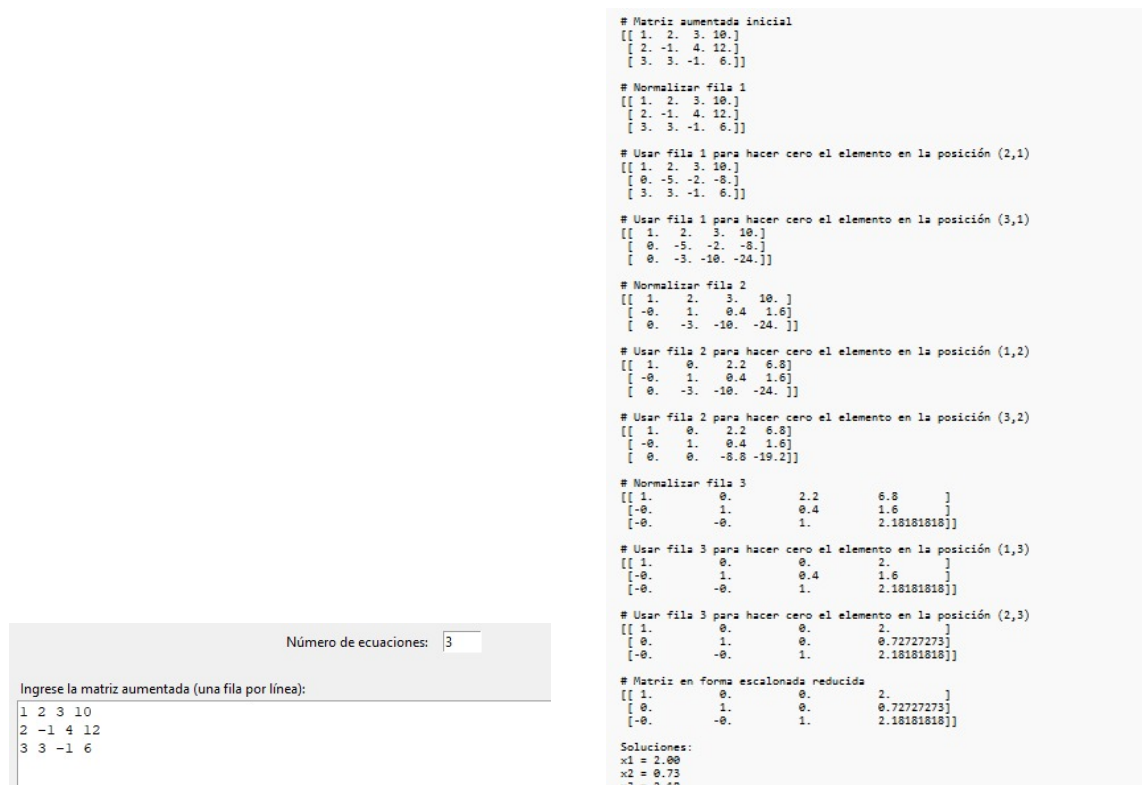 Número de ecuaciones: 3
Ingrese la matriz aumentada (una fila por línea):
1 2 3 10
2 -1 4 12
3 3 -1 6
# Matriz aumentada inicial
[[ 1.  2.  3. 10.]
 [ 2. -1.  4. 12.]
 [ 3.  3. -1.  6.]]
# Normalizar fila 1
[[ 1.  2.  3. 10.]
 [ 2. -1.  4. 12.]
 [ 3.  3. -1.  6.]]
# Usar fila 1 para hacer cero el elemento en la posición (2,1)
[[ 1.  2.  3. 10.]
 [ 0. -5. -2. -8.]
 [ 3.  3. -1.  6.]]
# Usar fila 1 para hacer cero el elemento en la posición (3,1)
[[  1.   2.   3.  10.]
 [  0.  -5.  -2.  -8.]
 [  0.  -3. -10. -24.]]
# Normalizar fila 2
[[  1.    2.    3.   10. ]
 [ -0.    1.    0.4   1.6]
 [  0.   -3.  -10.  -24. ]]
# Usar fila 2 para hacer cero el elemento en la posición (1,2)
[[  1.    0.    2.2   6.8]
 [ -0.    1.    0.4   1.6]
 [  0.   -3.  -10.  -24. ]]
# Usar fila 2 para hacer cero el elemento en la posición (3,2)
[[  1.    0.    2.2   6.8]
 [ -0.    1.    0.4   1.6]
 [  0.    0.   -8.8 -19.2]]
# Normalizar fila 3
[[ 1.          0.          2.2         6.8       ]
 [-0.          1.          0.4         1.6       ]
 [-0.         -0.          1.          2.18181818]]
# Usar fila 3 para hacer cero el elemento en la posición (1,3)
[[ 1.          0.          0.          2.        ]
 [-0.          1.          0.4         1.6       ]
 [-0.         -0.          1.          2.18181818]]
# Usar fila 3 para hacer cero el elemento en la posición (2,3)
[[ 1.          0.          0.          2.        ]
 [ 0.          1.          0.          0.72727273]
 [-0.         -0.          1.          2.18181818]]
# Matriz en forma escalonada reducida
[[ 1.          0.          0.          2.        ]
 [ 0.          1.          0.          0.72727273]
 [-0.         -0.          1.          2.18181818]]
Soluciones:
x1 = 2.00
x2 = 0.73